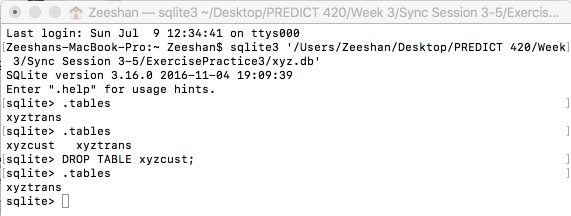 Zeeshan — sqlite3 ~/Desktop/PREDICT 420/Week 3/Sync Session 3-5/Exercis...
Last login: Sun Jul  9 12:34:41 on ttys000
[Zeeshans-MacBook-Pro:~ Zeeshan$ sqlite3 '/Users/Zeeshan/Desktop/PREDICT 420/Week]
 3/Sync Session 3-5/ExercisePractice3/xyz.db'
SQLite version 3.16.0 2016-11-04 19:09:39
Enter ".help" for usage hints.
[sqlite> .tables ]
xyztrans
[sqlite> .tables ]
xyzcust   xyztrans
[sqlite> DROP TABLE xyzcust; ]
[sqlite> .tables ]
xyztrans
sqlite>